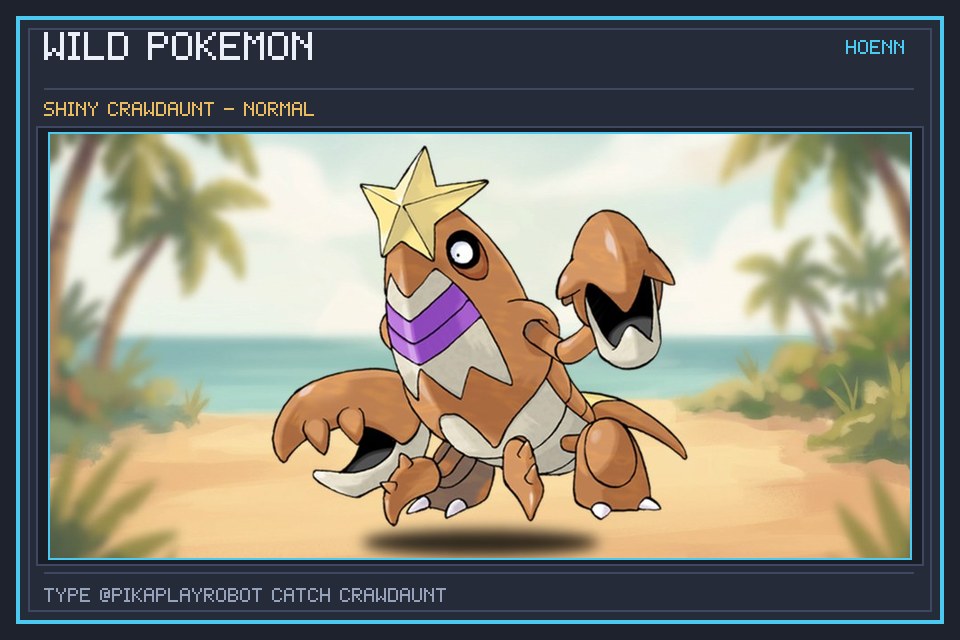 WILD POKEMON
HOENN
SHINY CRAWDAUNT - NORMAL
TYPE @PIKAPLAYROBOT CATCH CRAWDAUNT